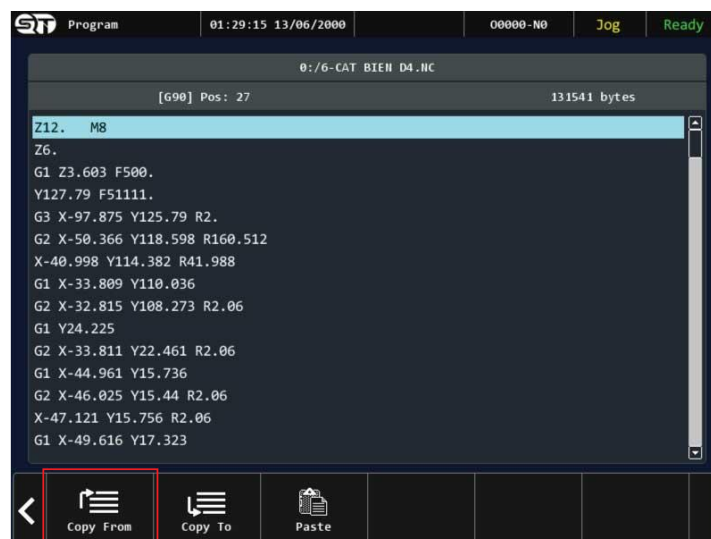 Program 01:29:15 13/06/2000 O0000-N0 Jog Ready
0:/6-CAT BIEN D4.NC
[G90] Pos: 27 131541 bytes
Z12. M8
Z6.
G1 Z3.603 F500.
Y127.79 F51111.
G3 X-97.875 Y125.79 R2.
G2 X-50.366 Y118.598 R160.512
X-40.998 Y114.382 R41.988
G1 X-33.809 Y110.036
G2 X-32.815 Y108.273 R2.06
G1 Y24.225
G2 X-33.811 Y22.461 R2.06
G1 X-44.961 Y15.736
G2 X-46.025 Y15.44 R2.06
X-47.121 Y15.756 R2.06
G1 X-49.616 Y17.323
Copy From Copy To Paste